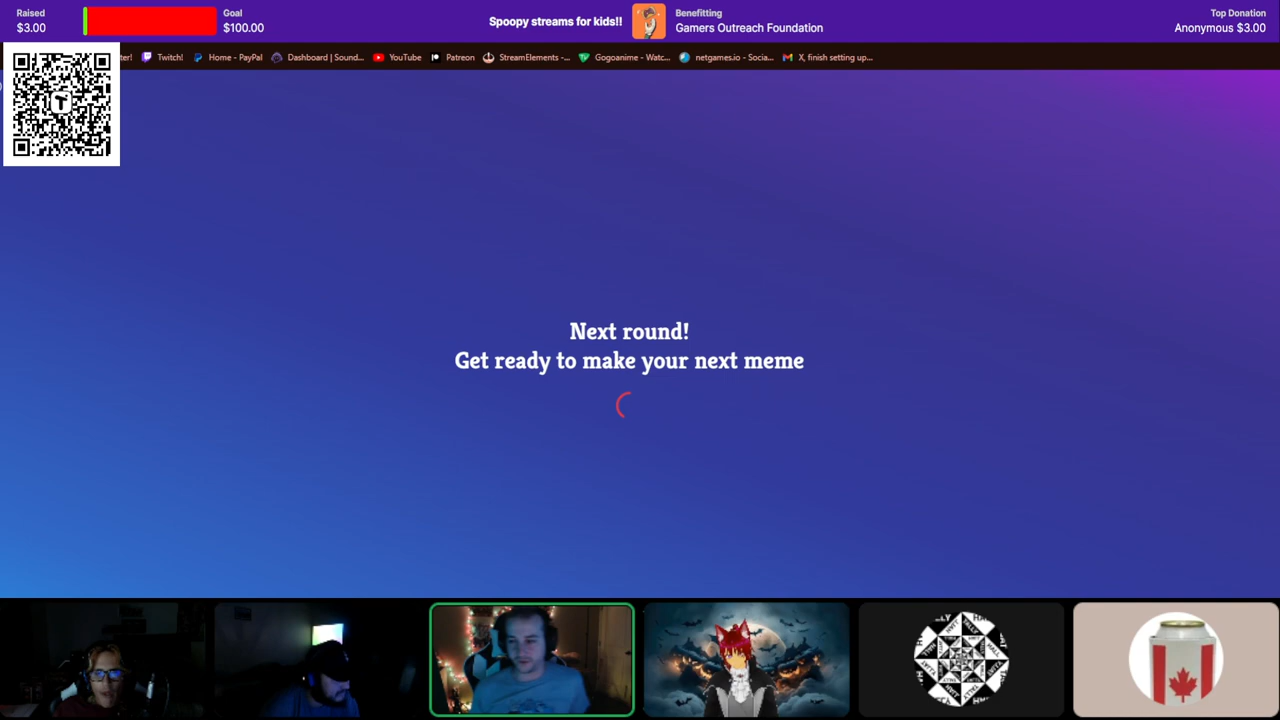 Raised
$3.00
Goal
$100.00
Spoopy streams for kids!!
Benefitting
Gamers Outreach Foundation
Top Donation
Anonymous $3.00
ter!
Twitch!
Home - PayPal
Dashboard | Sound...
YouTube
Patreon
StreamElements -...
Gogoanime - Watc...
netgames.io - Socia...
X, finish setting up...
Next round!
Get ready to make your next meme